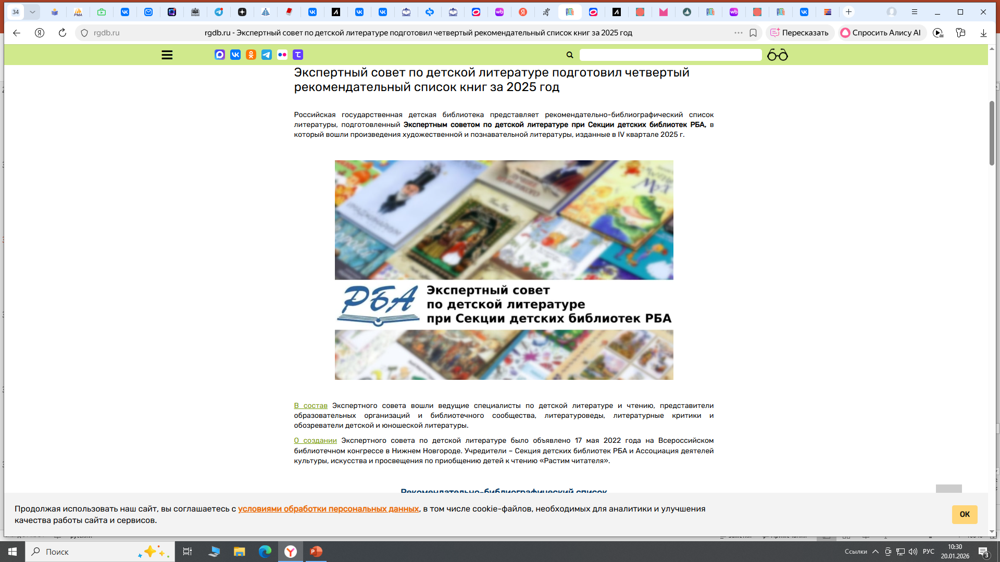 34
rgdb.ru
rgdb.ru - Экспертный совет по детской литературе подготовил четвертый рекомендательный список книг за 2025 год
Пересказать
Спросить Алису AI
Экспертный совет по детской литературе подготовил четвертый
рекомендательный список книг за 2025 год
Российская государственная детская библиотека представляет рекомендательно-библиографический список
литературы, подготовленный Экспертным советом по детской литературе при Секции детских библиотек РБА, в
который вошли произведения художественной и познавательной литературы, изданные в IV квартале 2025 г.
РБА
Экспертный совет
по детской литературе
при Секции детских библиотек РБА
В состав Экспертного совета вошли ведущие специалисты по детской литературе и чтению, представители
образовательных организаций и библиотечного сообщества, литературоведы, литературные критики и
обозреватели детской и юношеской литературы.
О создании Экспертного совета по детской литературе было объявлено 17 мая 2022 года на Всероссийском
библиотечном конгрессе в Нижнем Новгороде. Учредители – Секция детских библиотек РБА и Ассоциация деятелей
культуры, искусства и просвещения по приобщению детей к чтению «Растим читателя».
Рекомендательно-библиографический список
Продолжая использовать наш сайт, вы соглашаетесь с условиями обработки персональных данных, в том числе cookie-файлов, необходимых для аналитики и улучшения
качества работы сайта и сервисов.
ОК
Поиск
Ссылки
РУС
10:30
20.01.2026
3